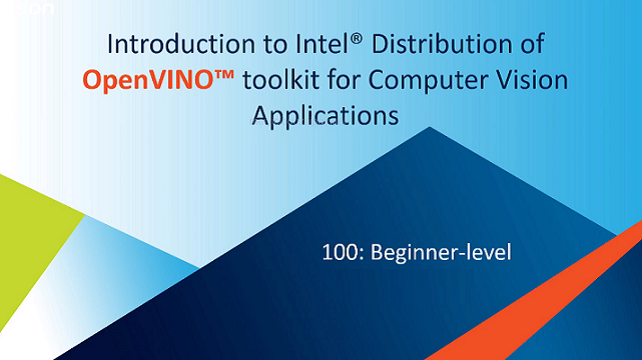 Introduction to Intel® Distribution of
OpenVINO™ toolkit for Computer Vision
Applications
100: Beginner-level